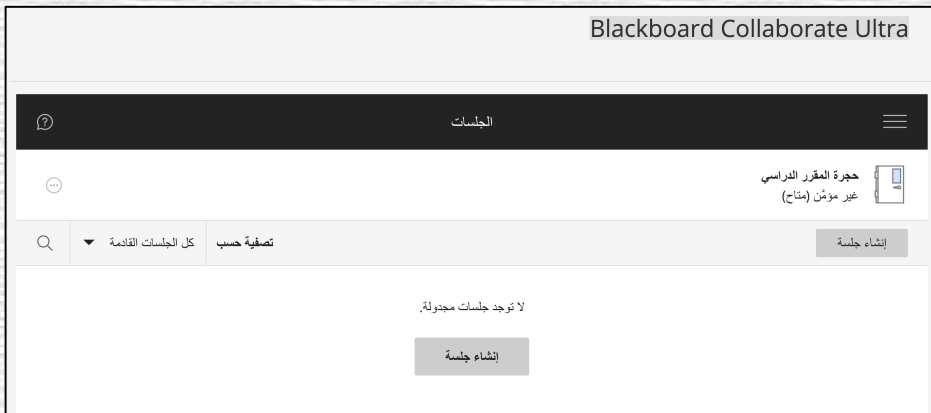 Blackboard Collaborate Ultra
الجلسات
حجرة المقرر الدراسي
غير مؤمَّن (متاح)
إنشاء جلسة
تصفية حسب
كل الجلسات القادمة
لا توجد جلسات مجدولة.
إنشاء جلسة